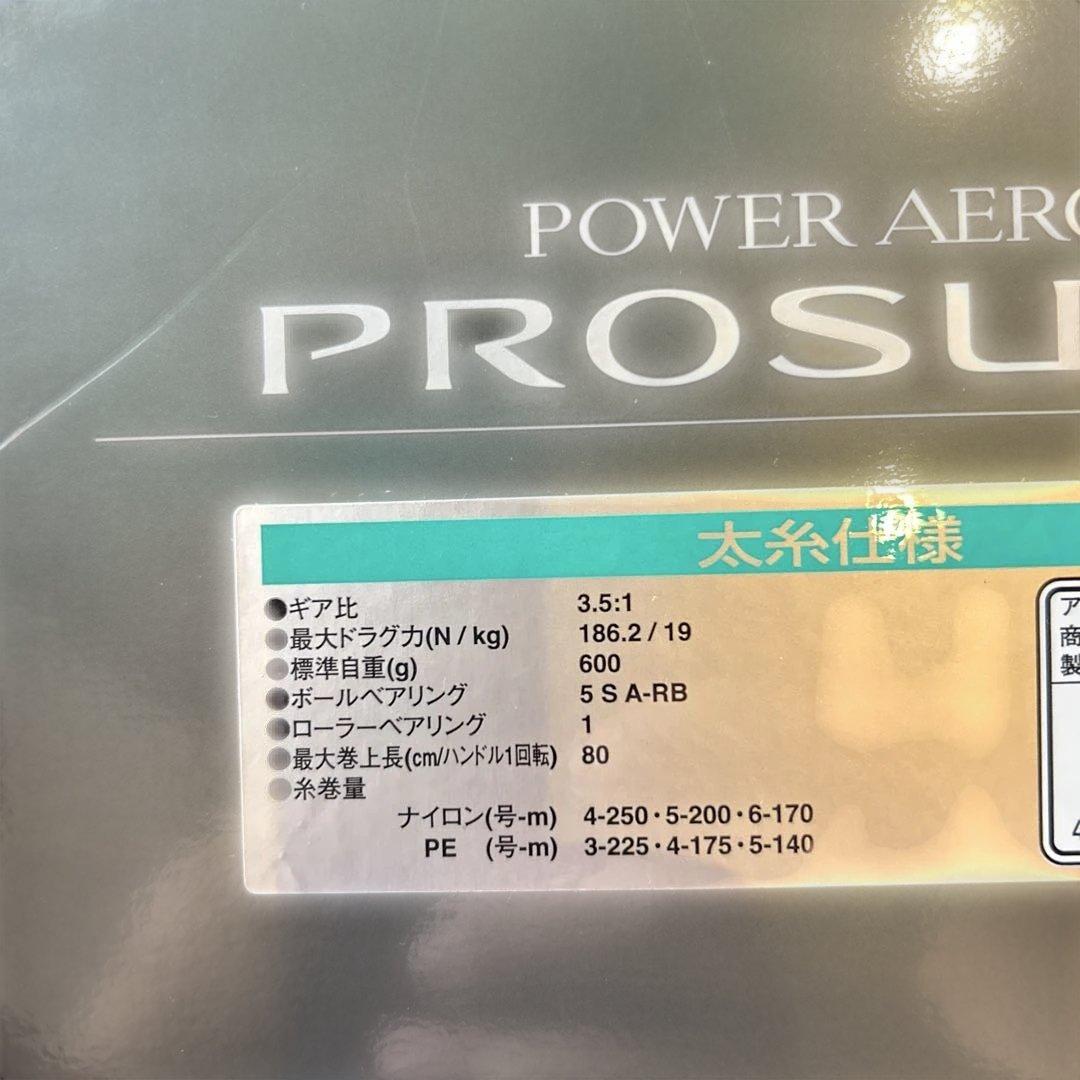 POWER AERO
PROSU
太糸仕様
●ギア比 3.5:1
●最大ドラグ力(N / kg) 186.2 / 19
●標準自重(g) 600
●ボールベアリング 5 S A-RB
●ローラーベアリング 1
●最大巻上長(cm/ハンドル1回転) 80
●糸巻量
ナイロン(号-m) 4-250・5-200・6-170
PE (号-m) 3-225・4-175・5-140
ア
商
製